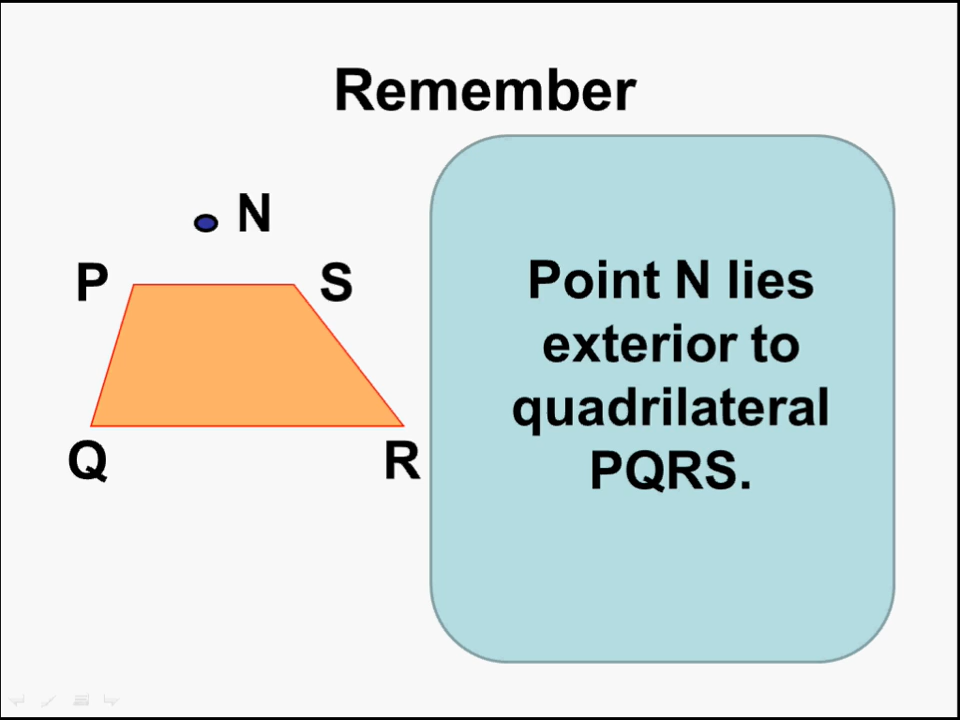 Remember
N
P
S
Q
R
Point N lies
exterior to
quadrilateral
PQRS.